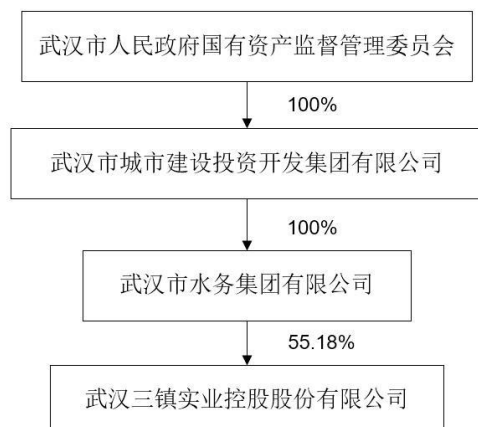 武汉市人民政府国有资产监督管理委员会
100%
武汉市城市建设投资开发集团有限公司
100%
武汉市水务集团有限公司
55.18%
武汉三镇实业控股股份有限公司